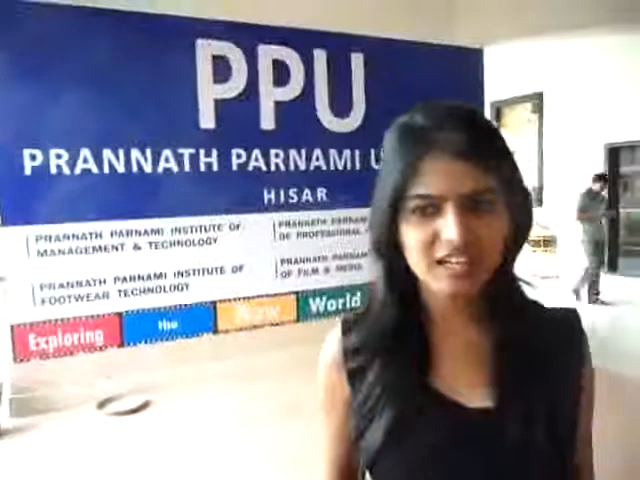 PPU
PRANNATH PARNAMI U
HISAR
PRANNATH PARNAMI INSTITUTE OF
MANAGEMENT & TECHNOLOGY
PRANNATH PARNAMI
OF PROFESSIONAL
PRANNATH PARNAMI INSTITUTE OF
FOOTWEAR TECHNOLOGY
PRANNATH PARNAMI
OF FILM & MEDIA
Exploring the New World